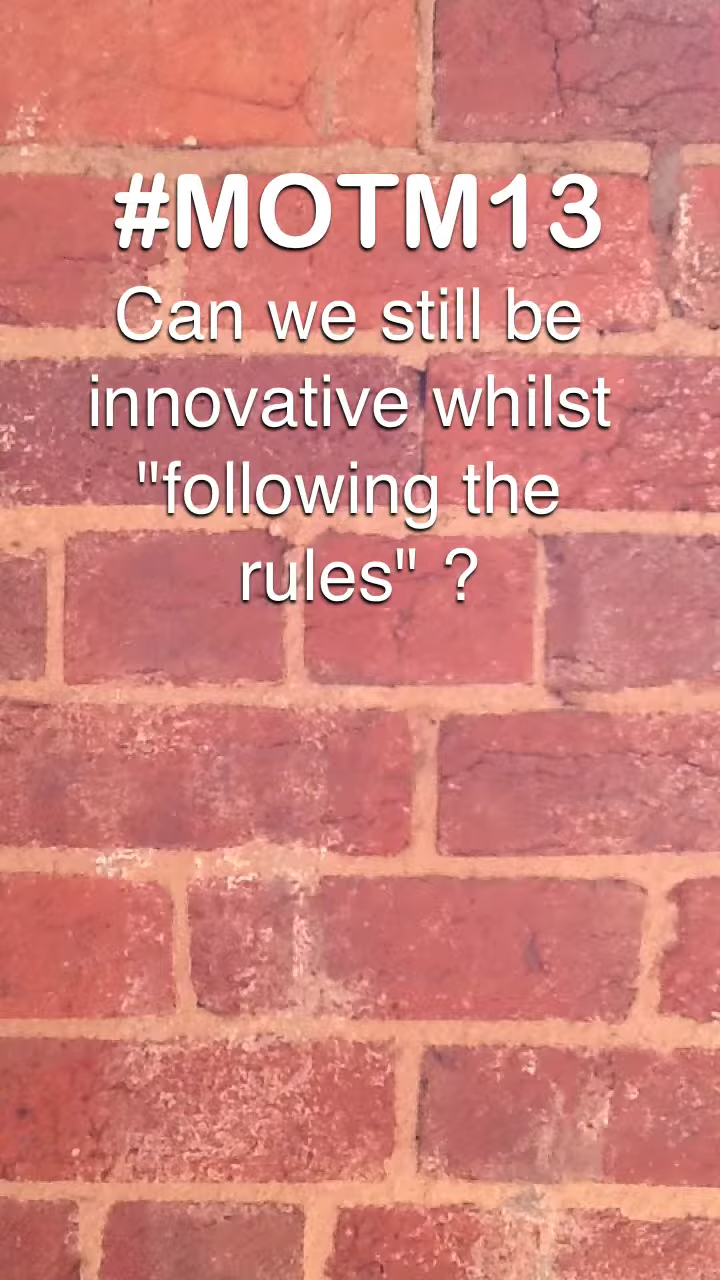 #MOTM13
Can we still be
innovative whilst
"following the
rules" ?